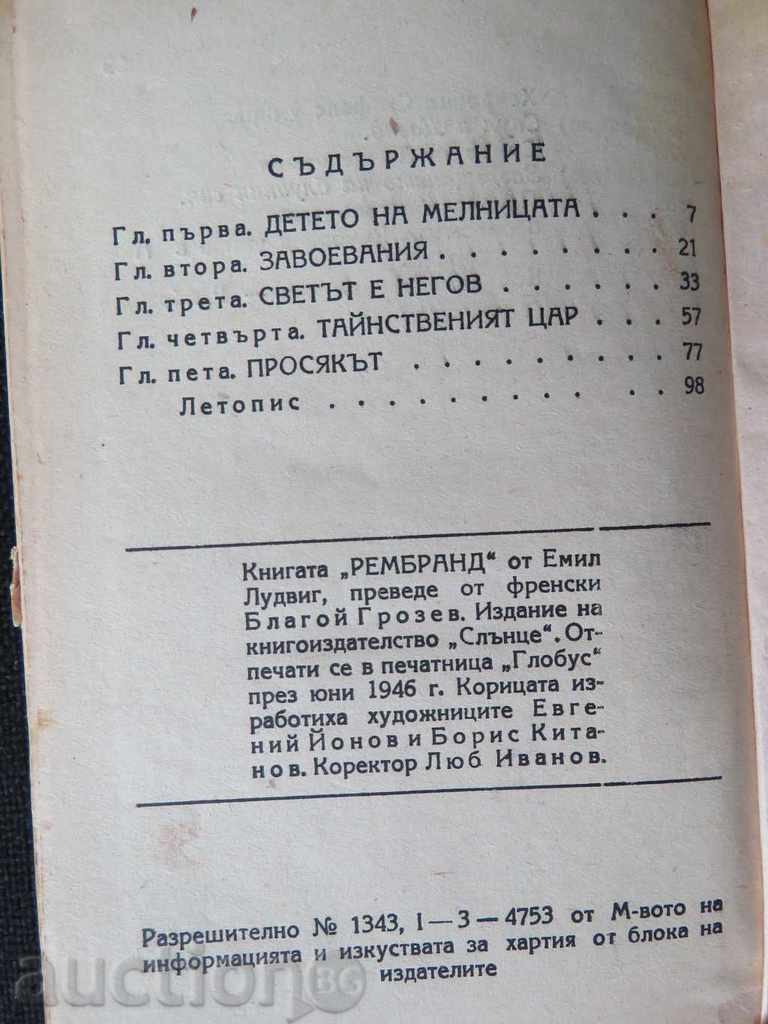 СЪДЪРЖАНИЕ
Гл. първа. ДЕТЕТО НА МЕЛНИЦАТА . . . 7
Гл. втора. ЗАВОЕВАНИЯ . . . . . . . . 21
Гл. трета. СВЕТЪТ Е НЕГОВ . . . . . . 33
Гл. четвърта. ТАЙНСТВЕНИЯТ ЦАР . . . 57
Гл. пета. ПРОСЯКЪТ . . . . . . . . . 77
Летопис . . . . . . . . . . . . 98
Книгата „РЕМБРАНД“ от Емил
Лудвиг, преведе от френски
Благой Грозев. Издание на
книгоиздателство „Слънце“. От-
печати се в печатница „Глобус“
през юни 1946 г. Корицата из-
работиха художниците Евге-
ний Йонов и Борис Кита-
нов. Коректор Люб Иванов.
Разрешително № 1343, I—3—4753 от М-вото на
информацията и изкуствата за хартия от блока на
издателите
auction BG